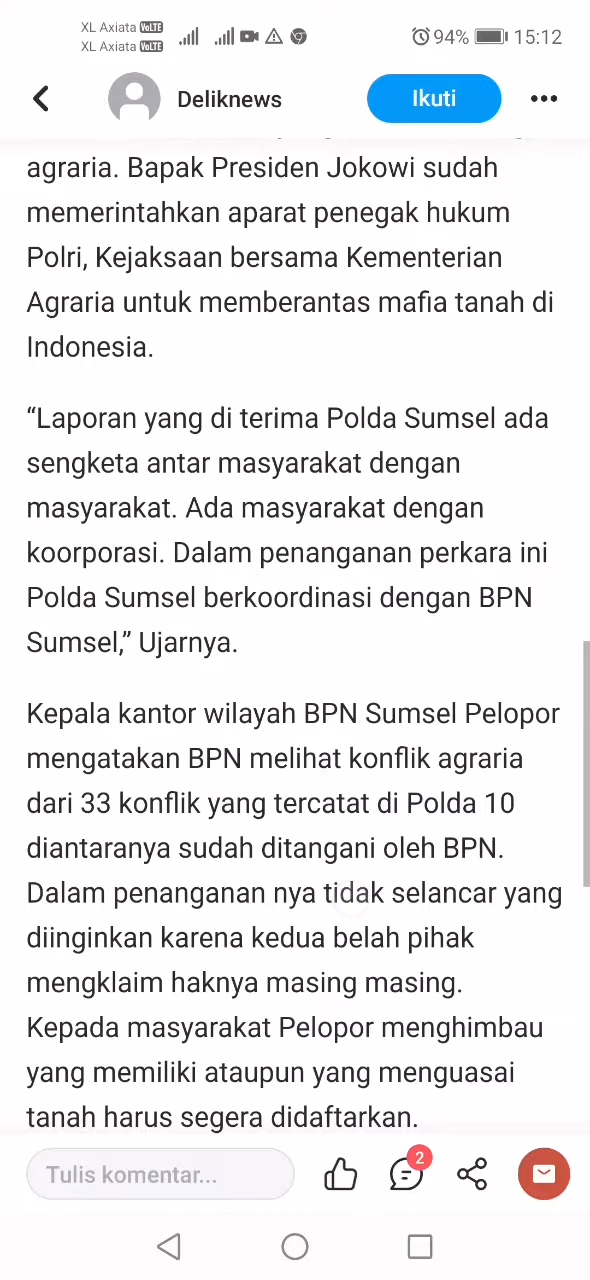 XL Axiata VoLTE
XL Axiata VoLTE
94%
15:12
Deliknews
Ikuti
agraria. Bapak Presiden Jokowi sudah
memerintahkan aparat penegak hukum
Polri, Kejaksaan bersama Kementerian
Agraria untuk memberantas mafia tanah di
Indonesia.
“Laporan yang di terima Polda Sumsel ada
sengketa antar masyarakat dengan
masyarakat. Ada masyarakat dengan
koorporasi. Dalam penanganan perkara ini
Polda Sumsel berkoordinasi dengan BPN
Sumsel,” Ujarnya.
Kepala kantor wilayah BPN Sumsel Pelopor
mengatakan BPN melihat konflik agraria
dari 33 konflik yang tercatat di Polda 10
diantaranya sudah ditangani oleh BPN.
Dalam penanganan nya tidak selancar yang
diinginkan karena kedua belah pihak
mengklaim haknya masing masing.
Kepada masyarakat Pelopor menghimbau
yang memiliki ataupun yang menguasai
tanah harus segera didaftarkan.
Tulis komentar...
2